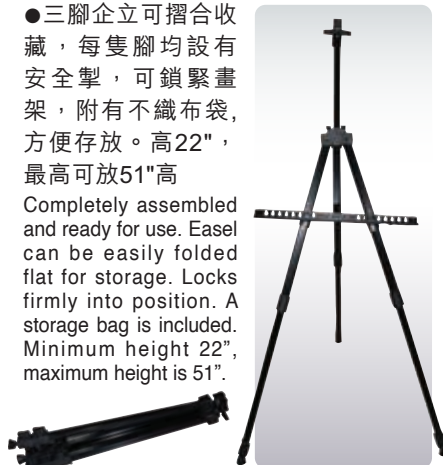 ●三腳企立可摺合收
藏，每隻腳均設有
安全掣，可鎖緊畫
架，附有不織布袋,
方便存放。高22"，
最高可放51"高
Completely assembled
and ready for use. Easel
can be easily folded
flat for storage. Locks
firmly into position. A
storage bag is included.
Minimum height 22”,
maximum height is 51”.